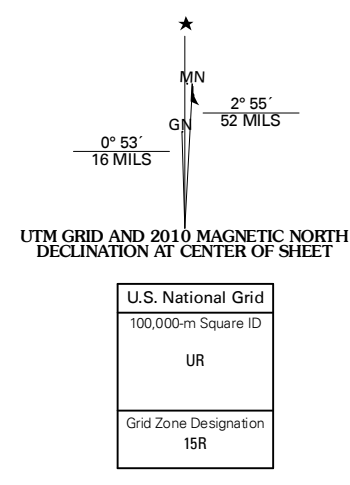 ★
MN
2° 55´
52 MILS
GN
0° 53´
16 MILS
UTM GRID AND 2010 MAGNETIC NORTH
DECLINATION AT CENTER OF SHEET
U.S. National Grid
100,000-m Square ID
UR
Grid Zone Designation
15R